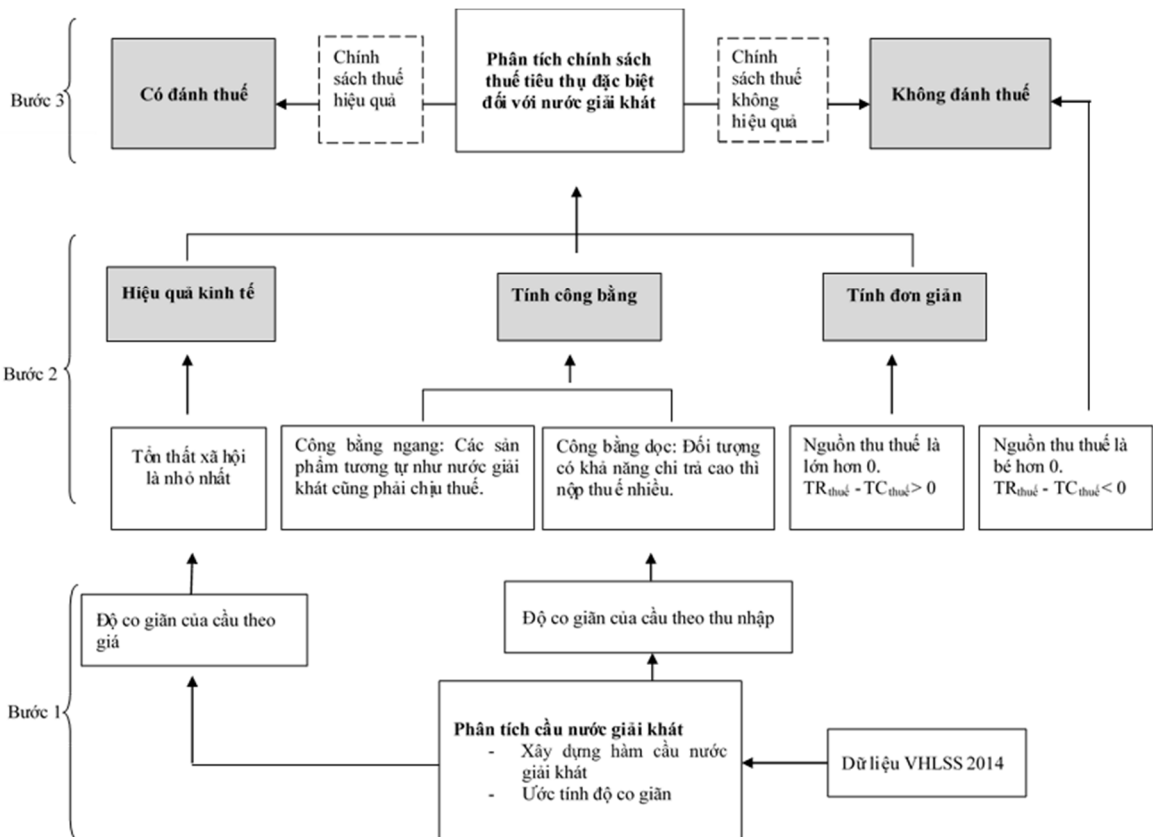 Bước 3
Có đánh thuế
Chính
sách thuế
hiệu quả
Phân tích chính sách
thuế tiêu thụ đặc biệt
đối với nước giải khát
Chính
sách thuế
không
hiệu quả
Không đánh thuế
Bước 2
Hiệu quả kinh tế
Tính công bằng
Tính đơn giản
Tổn thất xã hội
là nhỏ nhất
Công bằng ngang: Các sản
phẩm tương tự như nước giải
khát cũng phải chịu thuế.
Công bằng dọc: Đối tượng
có khả năng chi trả cao thì
nộp thuế nhiều.
Nguồn thu thuế là
lớn hơn 0.
TRthuế - TCthuế> 0
Nguồn thu thuế là
bé hơn 0.
TRthuế - TCthuế< 0
Bước 1
Độ co giãn của cầu theo
giá
Độ co giãn của cầu theo thu nhập
Phân tích cầu nước giải khát
- Xây dựng hàm cầu nước
giải khát
- Ước tính độ co giãn
Dữ liệu VHLSS 2014